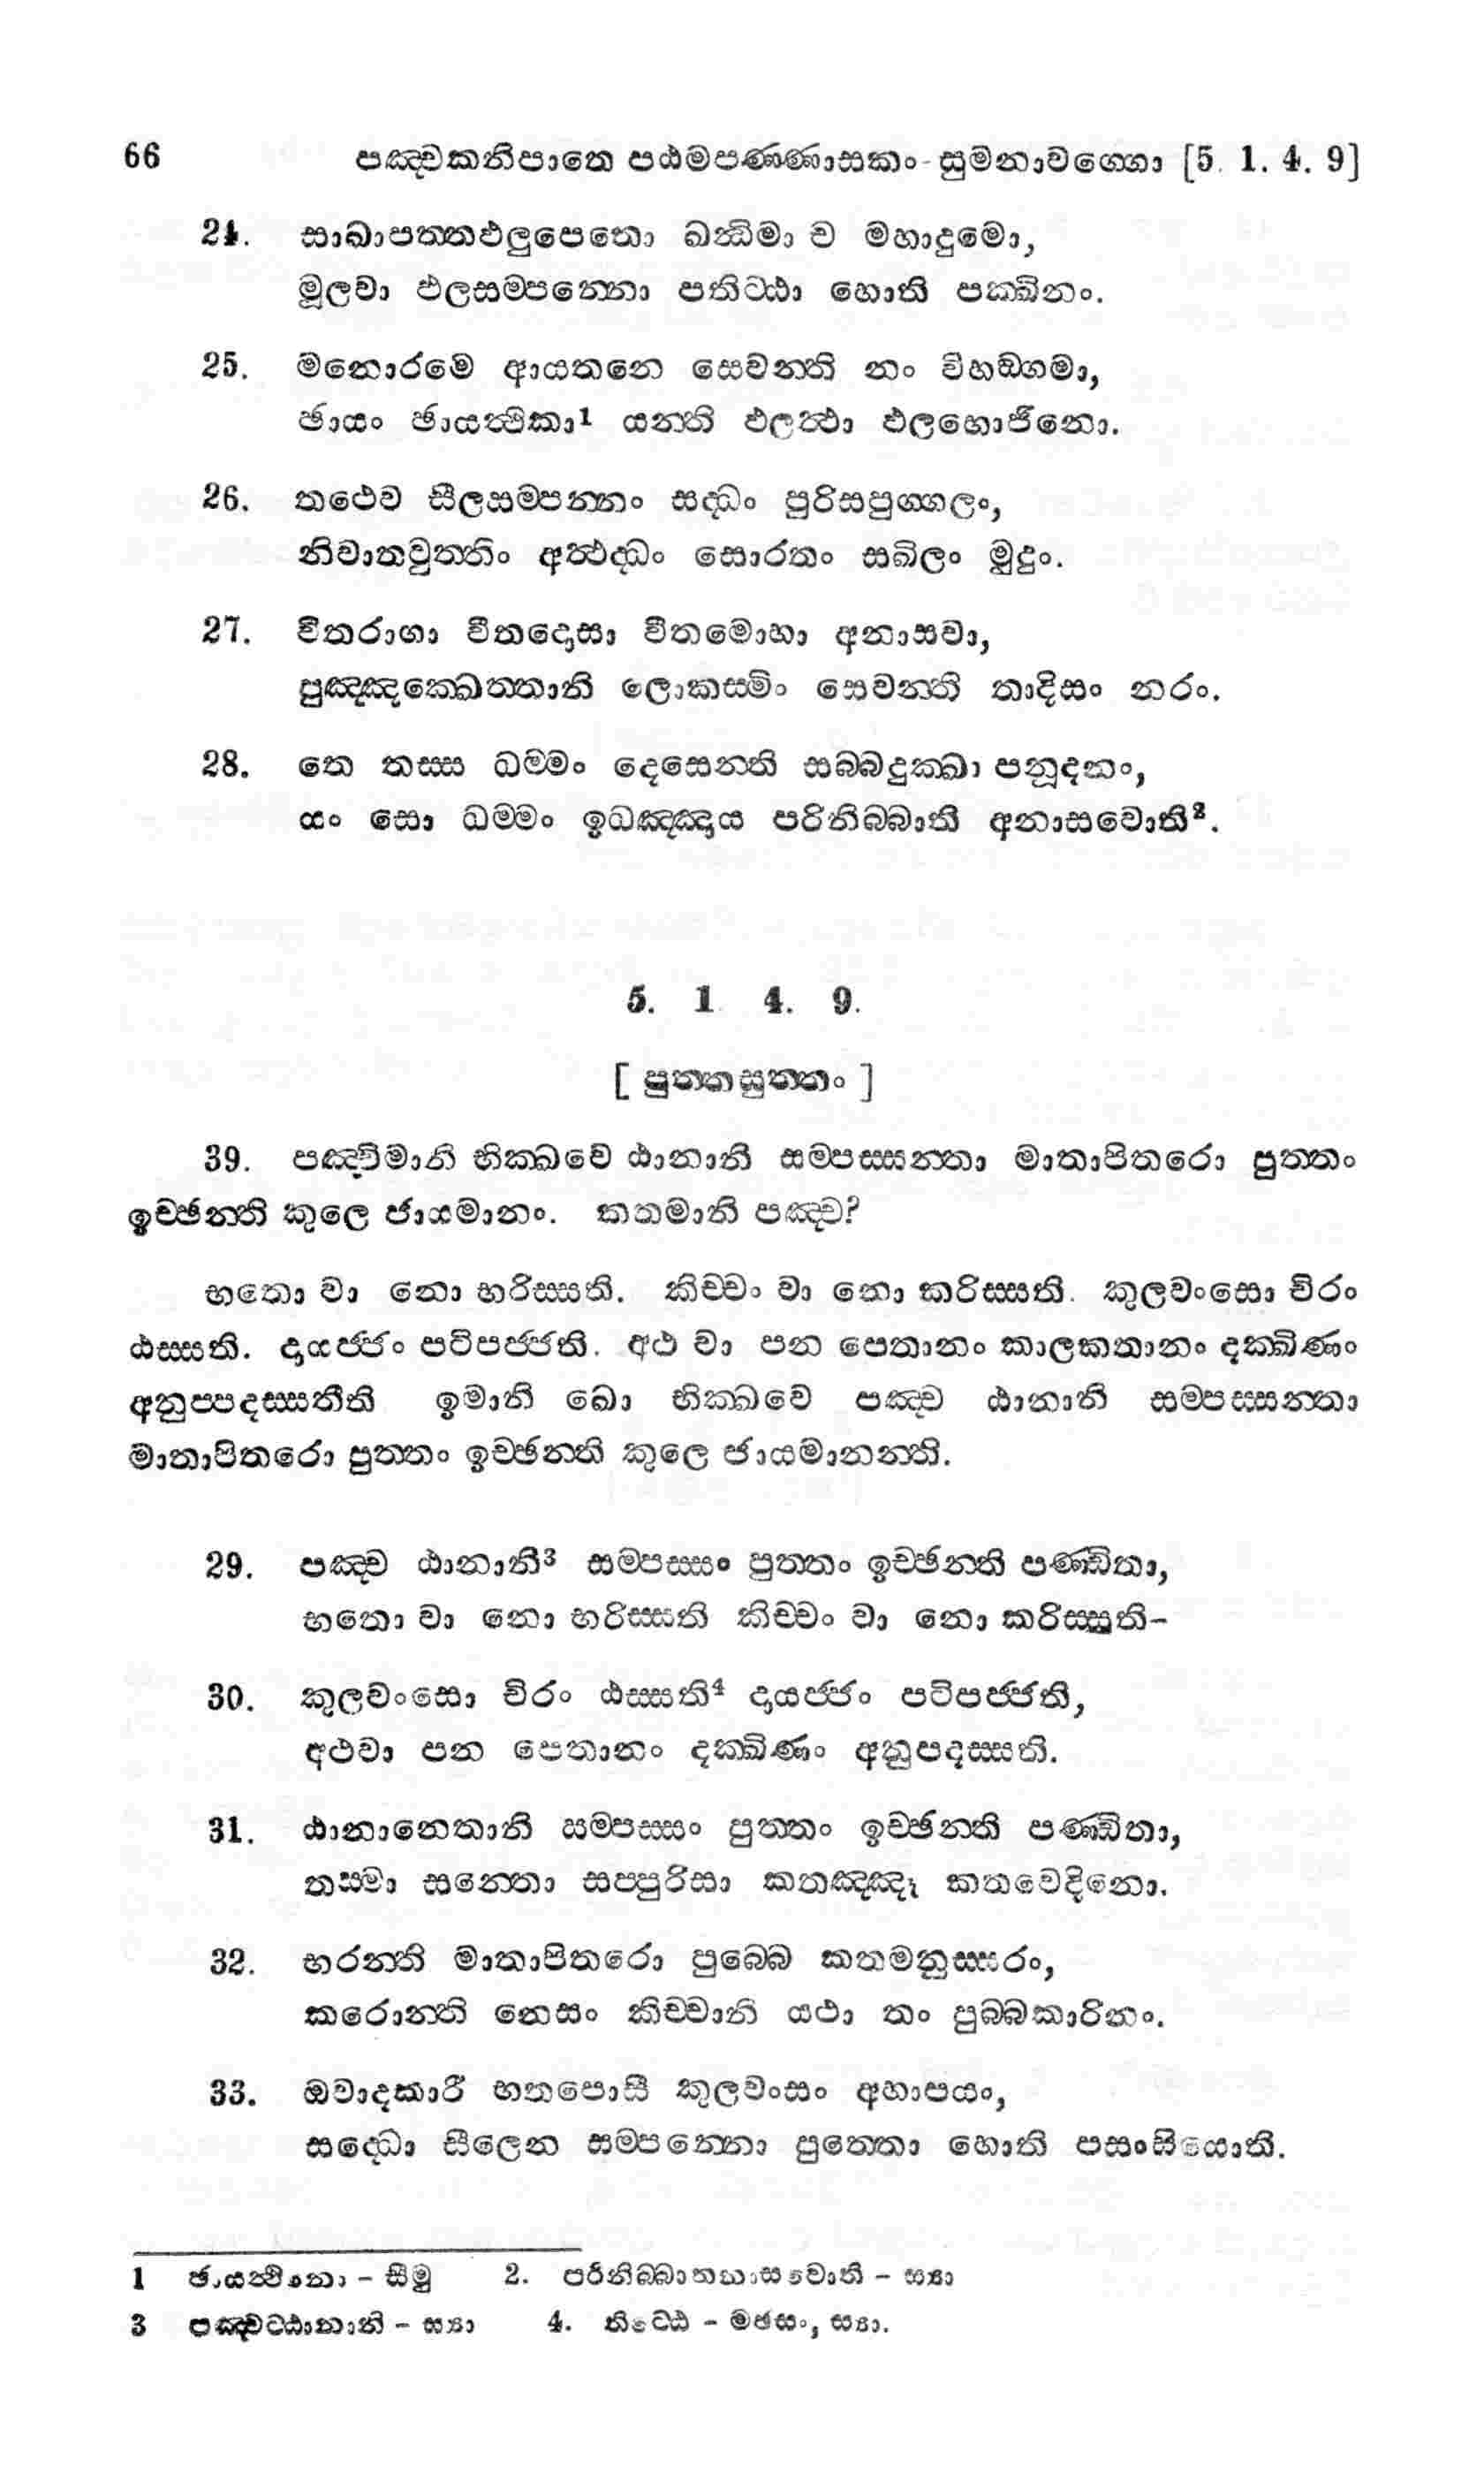 66 පඤ්චකනිපාතෙ පඨමපණ්ණාසකං - සුමනාවග්ගො [5. 1. 4. 9]
24. සාඛාපත්තඵලුපෙතො ඛන්ධිමා ච මහාදුමො,
මූලවා ඵලසම්පන්නො පතිට්ඨා හොති පක්ඛිනං.
25. මනොරමෙ ආයතනෙ සෙවන්ති නං විහඞ්ගමා,
ඡායං ඡායත්ථිකා1 යන්ති ඵලත්ථා ඵලභොජිනො.
26. තථෙව සීලසම්පන්නං සද්ධං පුරිසපුග්ගලං,
නිවාතවුත්තිං අත්ථද්ධං සොරතං සඛිලං මුදුං.
27. වීතරාගා වීතදොසා වීතමොහා අනාසවා,
පුඤ්ඤක්ඛෙත්තානි ලොකස්මිං සෙවන්ති තාදිසං නරං.
28. තෙ තස්ස ධම්මං දෙසෙන්ති සබ්බදුක්ඛා පනූදනං,
යං සො ධම්මං ඉධඤ්ඤාය පරිනිබ්බාති අනාසවොති2.
5. 1 4. 9.
[ පුත්තසුත්තං ]
39. පඤ්චිමානි භික්ඛවේ ඨානානි සම්පස්සන්තා මාතාපිතරො පුත්තං
ඉච්ඡන්ති කුලෙ ජායමානං. කතමානි පඤ්ච?
භතො වා නො භරිස්සති. කිච්චං වා නො කරිස්සති. කුලවංසො චිරං
ඨස්සති. දායජ්ජං පටිපජ්ජති. අථ වා පන පෙතානං කාලකතානං දක්ඛිණං
අනුප්පදස්සතීති ඉමානි ඛො භික්ඛවෙ පඤ්ච ඨානානි සම්පස්සන්තා
මාතාපිතරො පුත්තං ඉච්ඡන්ති කුලෙ ජායමානන්ති.
29. පඤ්ච ඨානානි3 සම්පස්සං පුත්තං ඉච්ඡන්ති පණ්ඩිතා,
භතො වා නො භරිස්සති කිච්චං වා නො කරිස්සති-
30. කුලවංසො චිරං ඨස්සති4 දායජ්ජං පටිපජ්ජති,
අථවා පන පෙතානං දක්ඛිණං අනුපදස්සති.
31. ඨානානෙතානි සම්පස්සං පුත්තං ඉච්ඡන්ති පණ්ඩිතා,
තස්මා සන්තො සප්පුරිසා කතඤ්ඤූ කතවෙදිනො.
32. භරන්ති මාතාපිතරො පුබ්බෙ කතමනුස්සරං,
කරොන්ති නෙසං කිච්චානි යථා තං පුබ්බකාරිනං.
33. ඔවාදකාරී භතපොසී කුලවංසං අහාපයං,
සද්ධො සීලෙන සම්පන්නො පුත්තො හොති පසංසියොති.
1 ඡායත්ථිනො - සීමු 2. පරිනිබ්බාතනාසවොති - ස්‍යා
3 පඤ්චට්ඨානානි - ස්‍යා 4. තිට්ඨෙ - මඡසං, ස්‍යා.